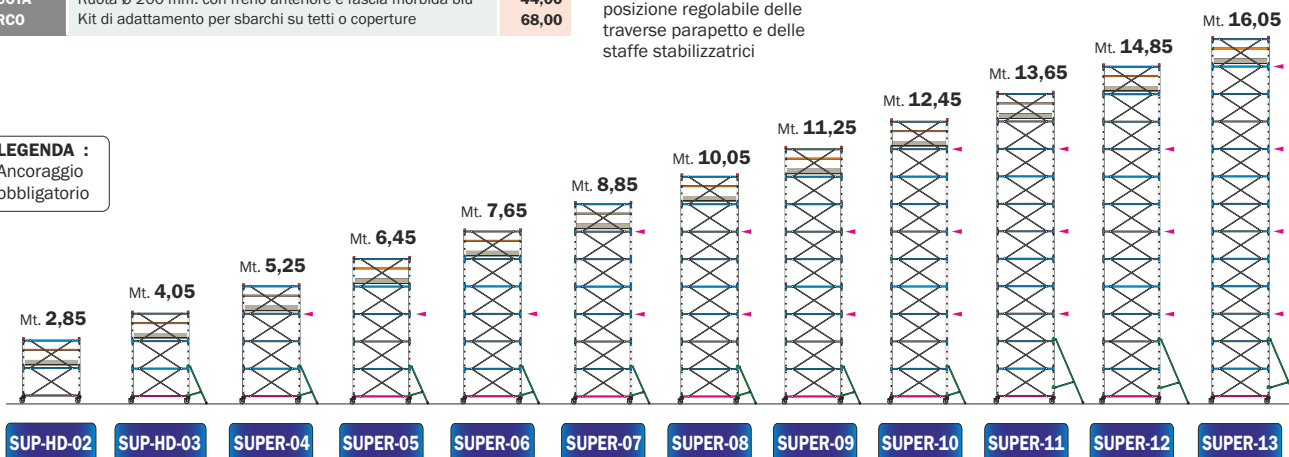 Ruota Ø 200 mm. con freno anteriore e fascia morbida blu 44,00
Kit di adattamento per sbarchi su tetti o coperture 68,00
posizione regolabile delle
traverse parapetto e delle
staffe stabilizzatrici
LEGENDA :
Ancoraggio
obbligatorio
Mt. 2,85
Mt. 4,05
Mt. 5,25
Mt. 6,45
Mt. 7,65
Mt. 8,85
Mt. 10,05
Mt. 11,25
Mt. 12,45
Mt. 13,65
Mt. 14,85
Mt. 16,05
SUP-HD-02
SUP-HD-03
SUPER-04
SUPER-05
SUPER-06
SUPER-07
SUPER-08
SUPER-09
SUPER-10
SUPER-11
SUPER-12
SUPER-13